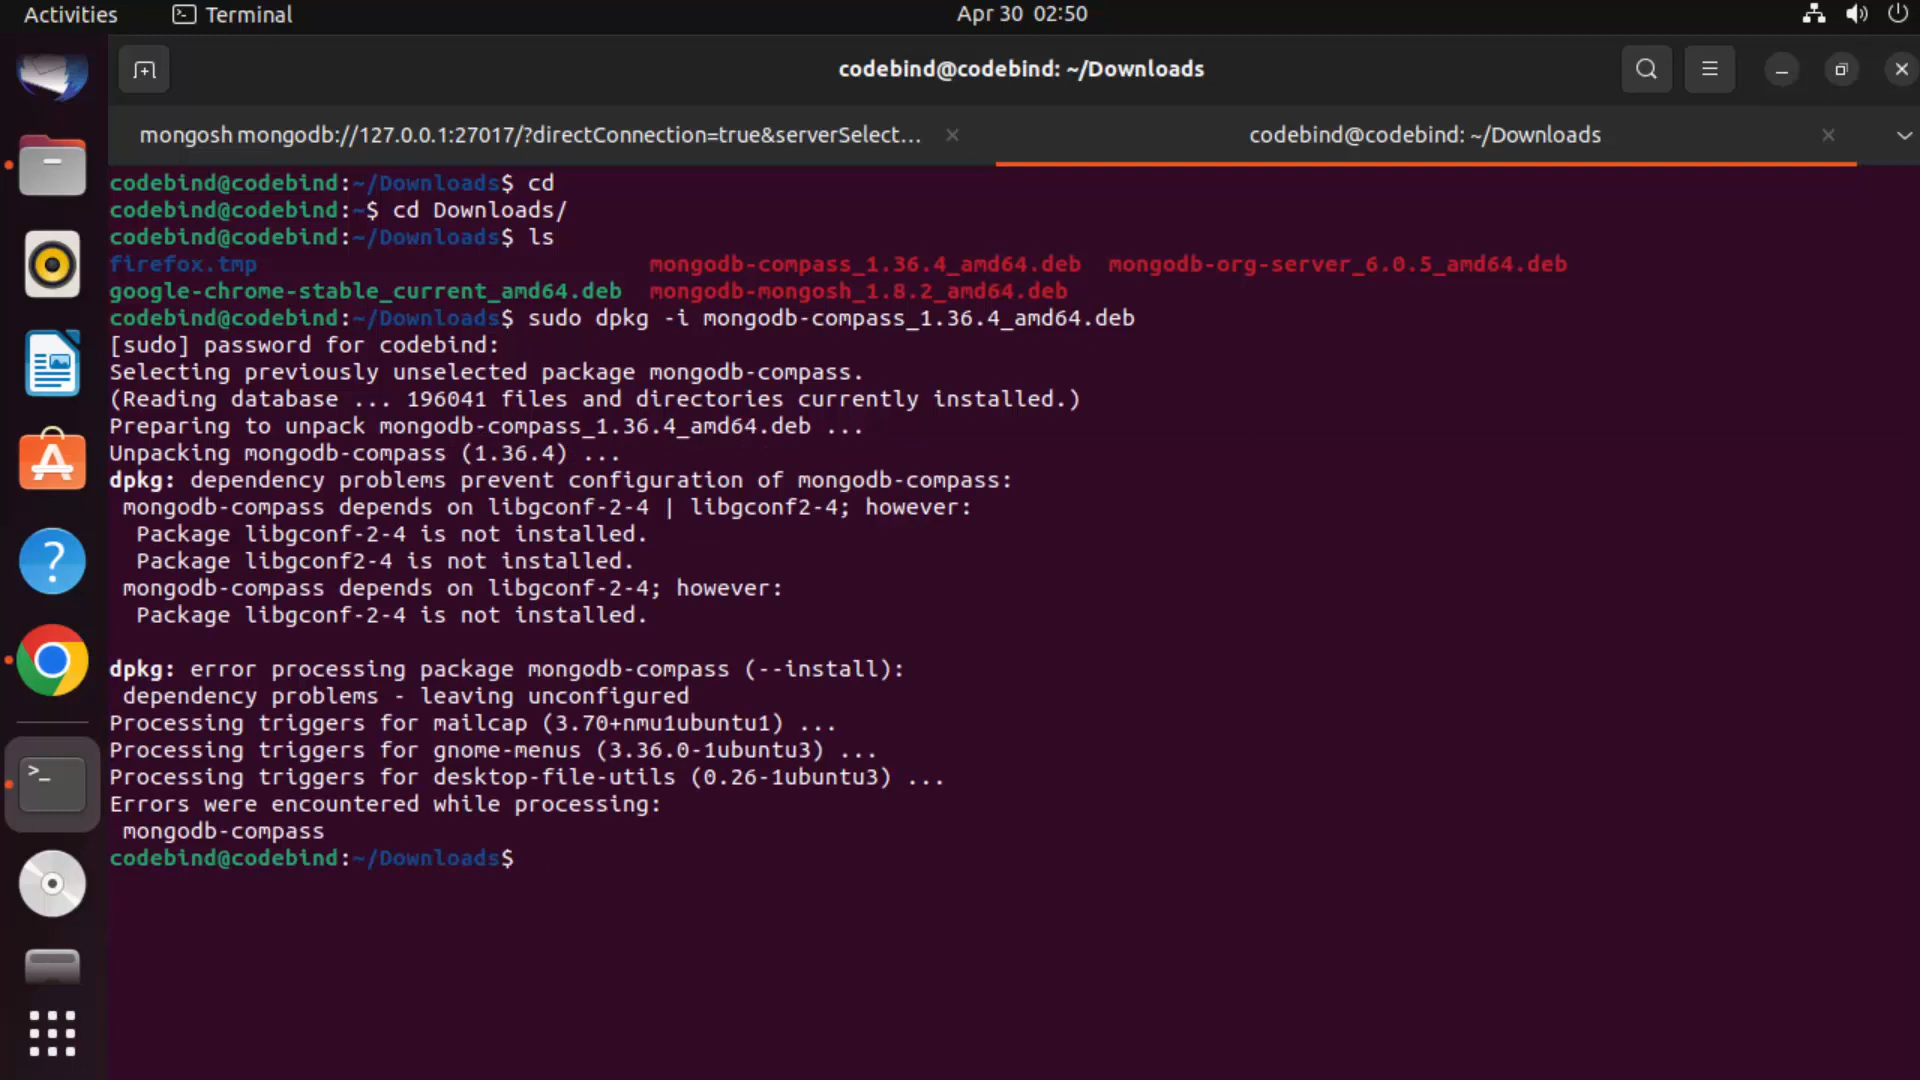 Activities Terminal Apr 30 02:50
codebind@codebind: ~/Downloads
mongosh mongodb://127.0.0.1:27017/?directConnection=true&serverSelect... codebind@codebind: ~/Downloads
codebind@codebind:~/Downloads$ cd
codebind@codebind:~$ cd Downloads/
codebind@codebind:~/Downloads$ ls
firefox.tmp mongodb-compass_1.36.4_amd64.deb mongodb-org-server_6.0.5_amd64.deb
google-chrome-stable_current_amd64.deb mongodb-mongosh_1.8.2_amd64.deb
codebind@codebind:~/Downloads$ sudo dpkg -i mongodb-compass_1.36.4_amd64.deb
[sudo] password for codebind:
Selecting previously unselected package mongodb-compass.
(Reading database ... 196041 files and directories currently installed.)
Preparing to unpack mongodb-compass_1.36.4_amd64.deb ...
Unpacking mongodb-compass (1.36.4) ...
dpkg: dependency problems prevent configuration of mongodb-compass:
 mongodb-compass depends on libgconf-2-4 | libgconf2-4; however:
  Package libgconf-2-4 is not installed.
  Package libgconf2-4 is not installed.
 mongodb-compass depends on libgconf-2-4; however:
  Package libgconf-2-4 is not installed.
dpkg: error processing package mongodb-compass (--install):
 dependency problems - leaving unconfigured
Processing triggers for mailcap (3.70+nmu1ubuntu1) ...
Processing triggers for gnome-menus (3.36.0-1ubuntu3) ...
Processing triggers for desktop-file-utils (0.26-1ubuntu3) ...
Errors were encountered while processing:
 mongodb-compass
codebind@codebind:~/Downloads$